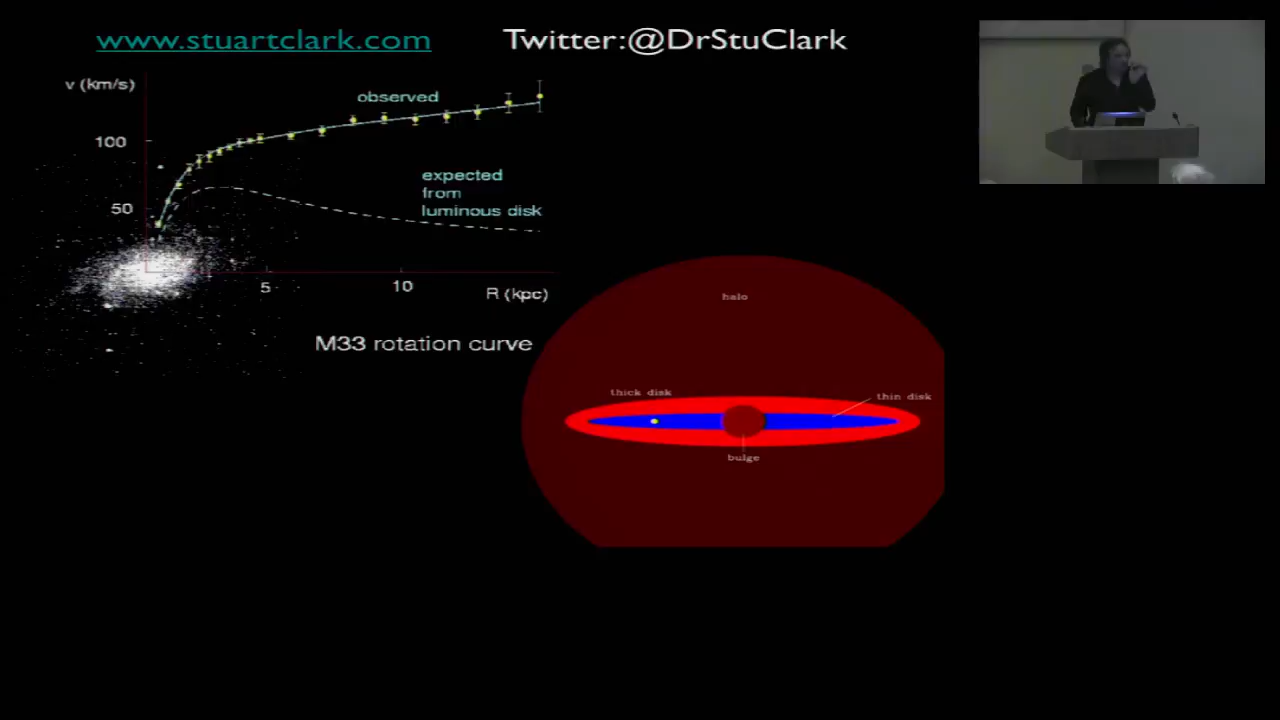 www.stuartclark.com
Twitter:@DrStuClark
v (km/s)
observed
100
expected
from
luminous disk
50
5
10
R (kpc)
M33 rotation curve
halo
thick disk
thin disk
bulge